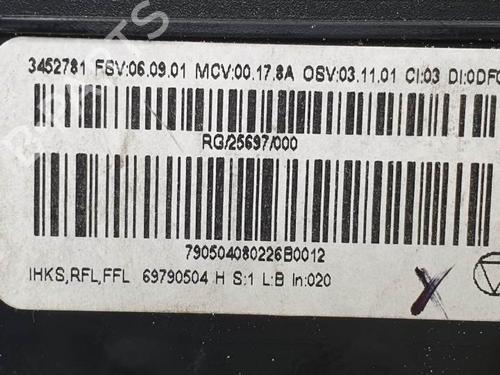 3452781 FSV:06.09.01 MCV:00.17.8A OSV:03.11.01 CI:03 DI:0DF0
RG/25697/000
790504080226B0012
IHKS,RFL,FFL 69790504 H S:1 L:B In:020